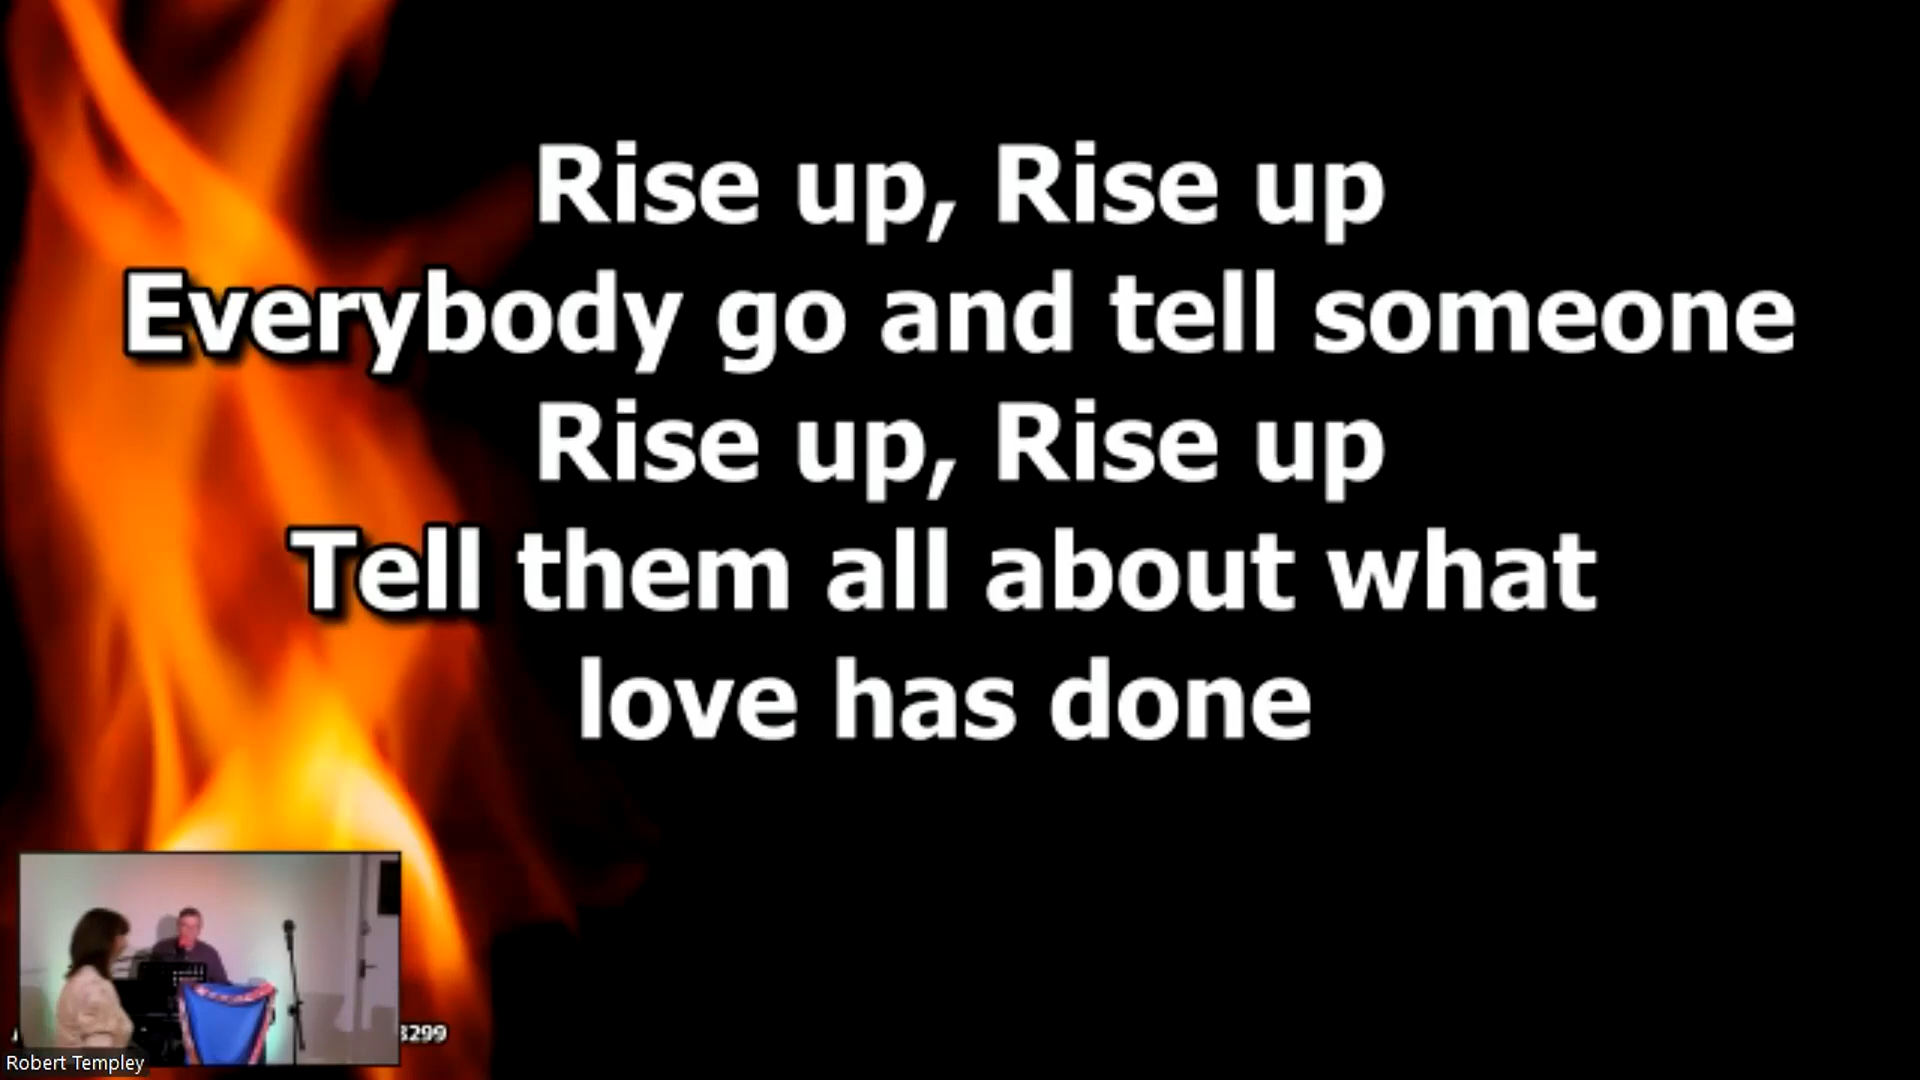 Rise up, Rise up
Everybody go and tell someone
Rise up, Rise up
Tell them all about what
love has done
3299
Robert Templey